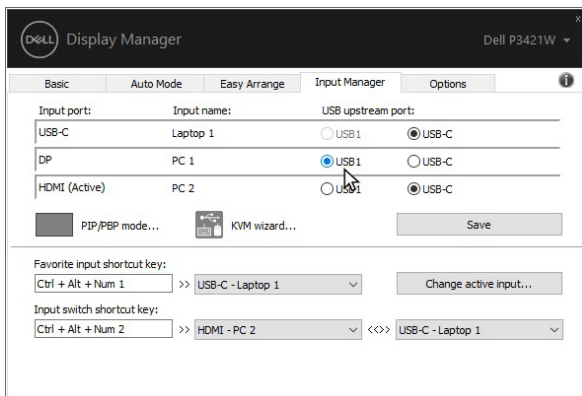 DELL Display Manager Dell P3421W
x
Basic Auto Mode Easy Arrange Input Manager Options i
Input port: Input name: USB upstream port:
USB-C Laptop 1 USB1 USB-C
DP PC 1 USB1 USB-C
HDMI (Active) PC 2 USB1 USB-C
PIP/PBP mode... KVM wizard... Save
Favorite input shortcut key:
Ctrl + Alt + Num 1 >> USB-C - Laptop 1 Change active input...
Input switch shortcut key:
Ctrl + Alt + Num 2 >> HDMI - PC 2 <<>> USB-C - Laptop 1